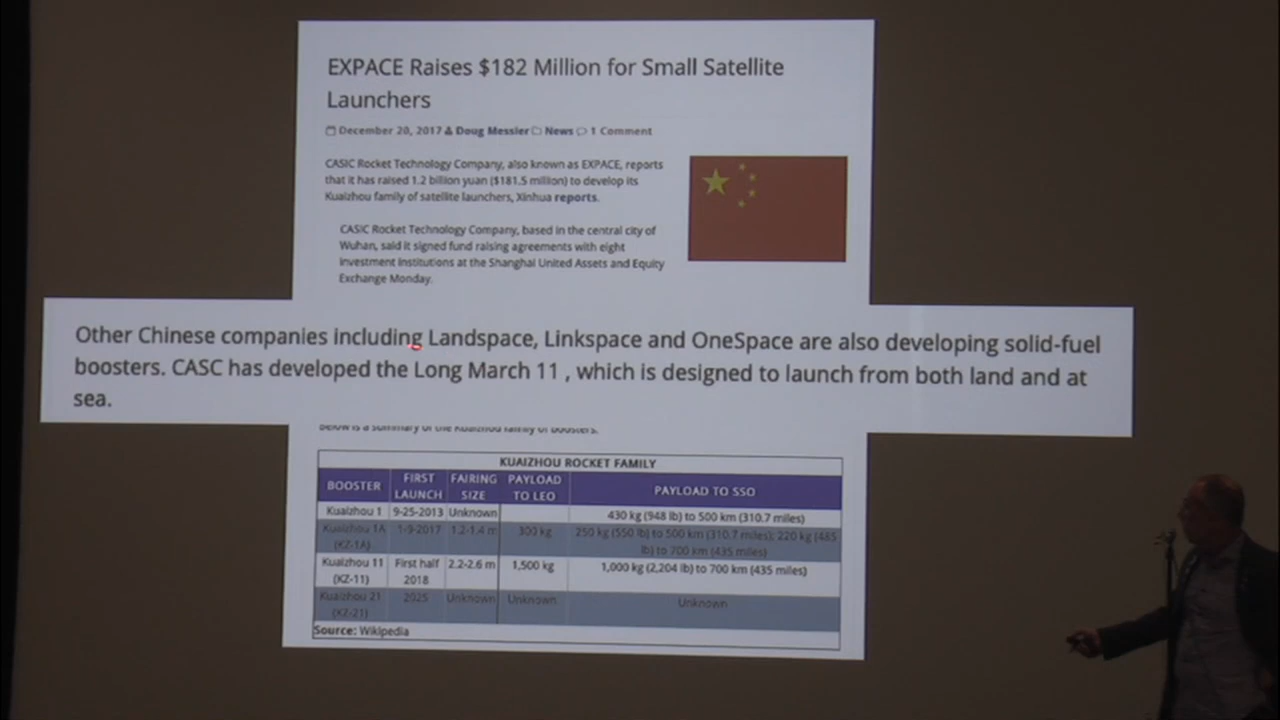 EXPACE Raises $182 Million for Small Satellite
Launchers
December 20, 2017 Doug Messier News 1 Comment
CASIC Rocket Technology Company, also known as EXPACE, reports
that it has raised 1.2 billion yuan ($181.5 million) to develop its
Kuaizhou family of satellite launchers, Xinhua reports.
CASIC Rocket Technology Company, based in the central city of
Wuhan, said it signed fund raising agreements with eight
investment institutions at the Shanghai United Assets and Equity
Exchange Monday.
Other Chinese companies including Landspace, Linkspace and OneSpace are also developing solid-fuel
boosters. CASC has developed the Long March 11 , which is designed to launch from both land and at
sea.
Below is a summary of the Kuaizhou family of boosters.
KUAIZHOU ROCKET FAMILY
BOOSTER FIRST LAUNCH FAIRING SIZE PAYLOAD TO LEO PAYLOAD TO SSO
Kuaizhou 1 9-25-2013 Unknown 430 kg (948 lb) to 500 km (310.7 miles)
Kuaizhou 1A 1-9-2017 1.2-1.4 m 300 kg 250 kg (550 lb) to 500 km (310.7 miles); 220 kg (485
(KZ-1A) lb) to 700 km (435 miles)
Kuaizhou 11 First half 2.2-2.6 m 1,500 kg 1,000 kg (2,204 lb) to 700 km (435 miles)
(KZ-11) 2018
Kuaizhou 21 2025 Unknown Unknown Unknown
(KZ-21)
Source: Wikipedia